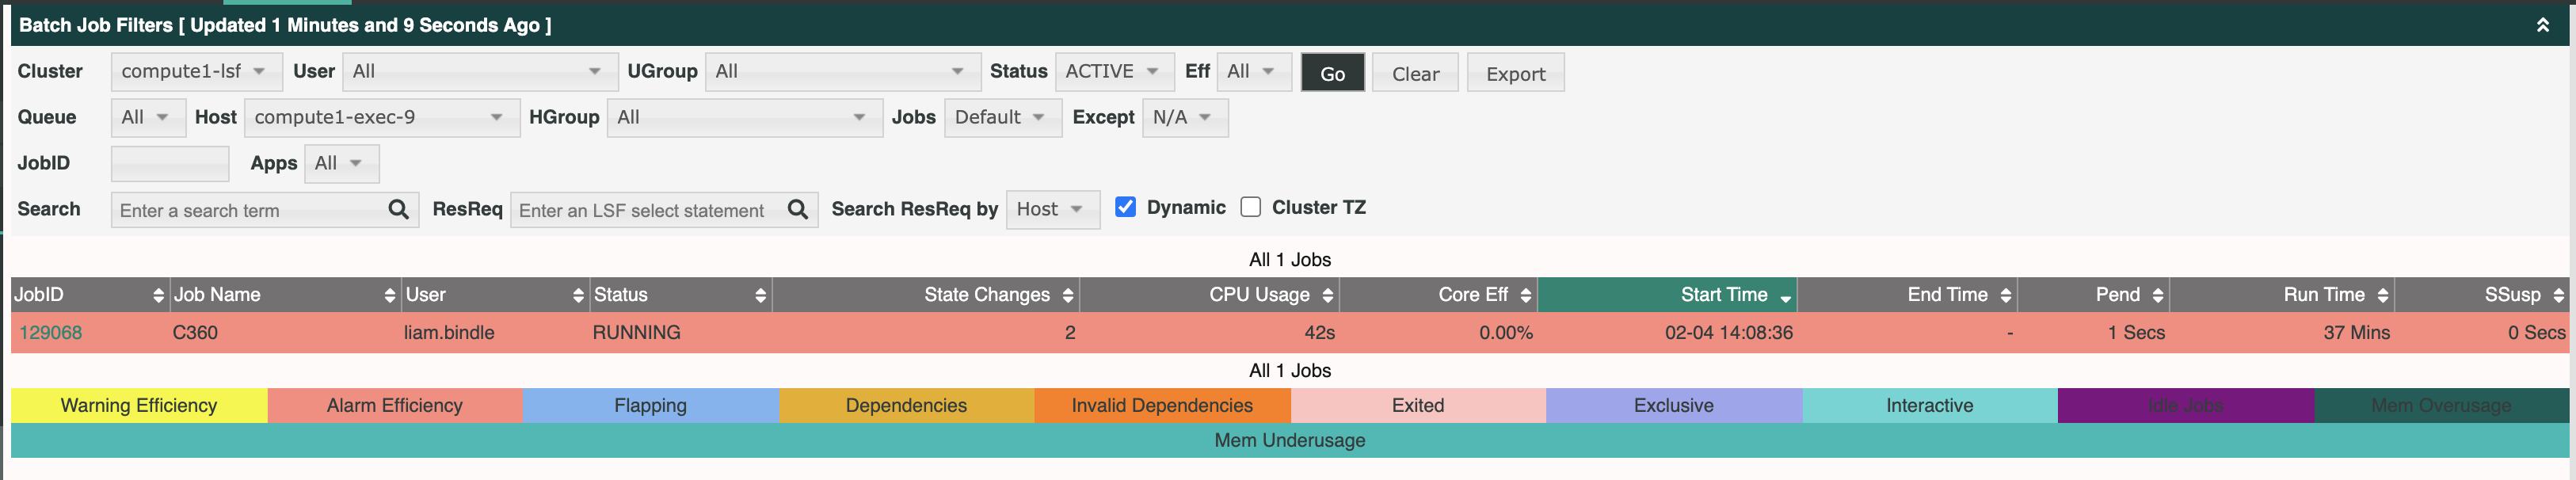 Batch Job Filters [ Updated 1 Minutes and 9 Seconds Ago ]
Cluster compute1-lsf User All UGroup All Status ACTIVE Eff All Go Clear Export
Queue All Host compute1-exec-9 HGroup All Jobs Default Except N/A
JobID Apps All
Search Enter a search term ResReq Enter an LSF select statement Search ResReq by Host Dynamic Cluster TZ
All 1 Jobs
JobID Job Name User Status State Changes CPU Usage Core Eff Start Time End Time Pend Run Time SSusp
129068 C360 liam.bindle RUNNING 2 42s 0.00% 02-04 14:08:36 - 1 Secs 37 Mins 0 Secs
All 1 Jobs
Warning Efficiency Alarm Efficiency Flapping Dependencies Invalid Dependencies Exited Exclusive Interactive Idle Jobs Mem Overusage
Mem Underusage